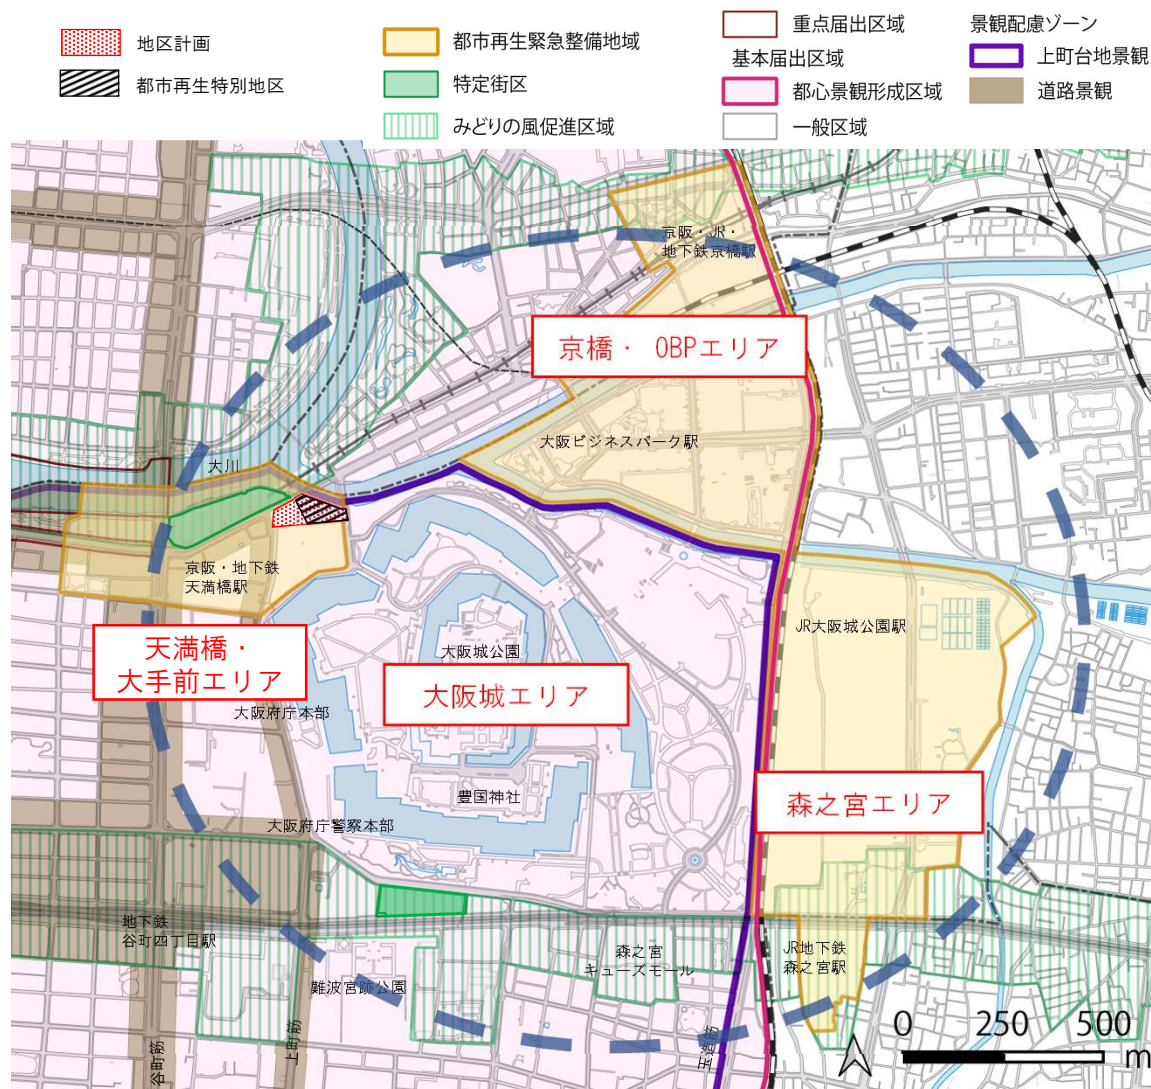 地区計画
都市再生特別地区
都市再生緊急整備地域
特定街区
みどりの風促進区域
重点届出区域
基本届出区域
都心景観形成区域
一般区域
景観配慮ゾーン
上町台地景観
道路景観
京阪・JR・
地下鉄京橋駅
京橋・ OBPエリア
大阪ビジネスパーク駅
大川
京阪・地下鉄
天満橋駅
天満橋・
大手前エリア
大阪城公園
大阪城エリア
JR大阪城公園駅
大阪府庁本部
豊国神社
森之宮エリア
大阪府庁警察本部
地下鉄
谷町四丁目駅
難波宮跡公園
森之宮
キューズモール
JR地下鉄
森之宮駅
谷町筋
上町筋
玉造筋
0 250 500
m